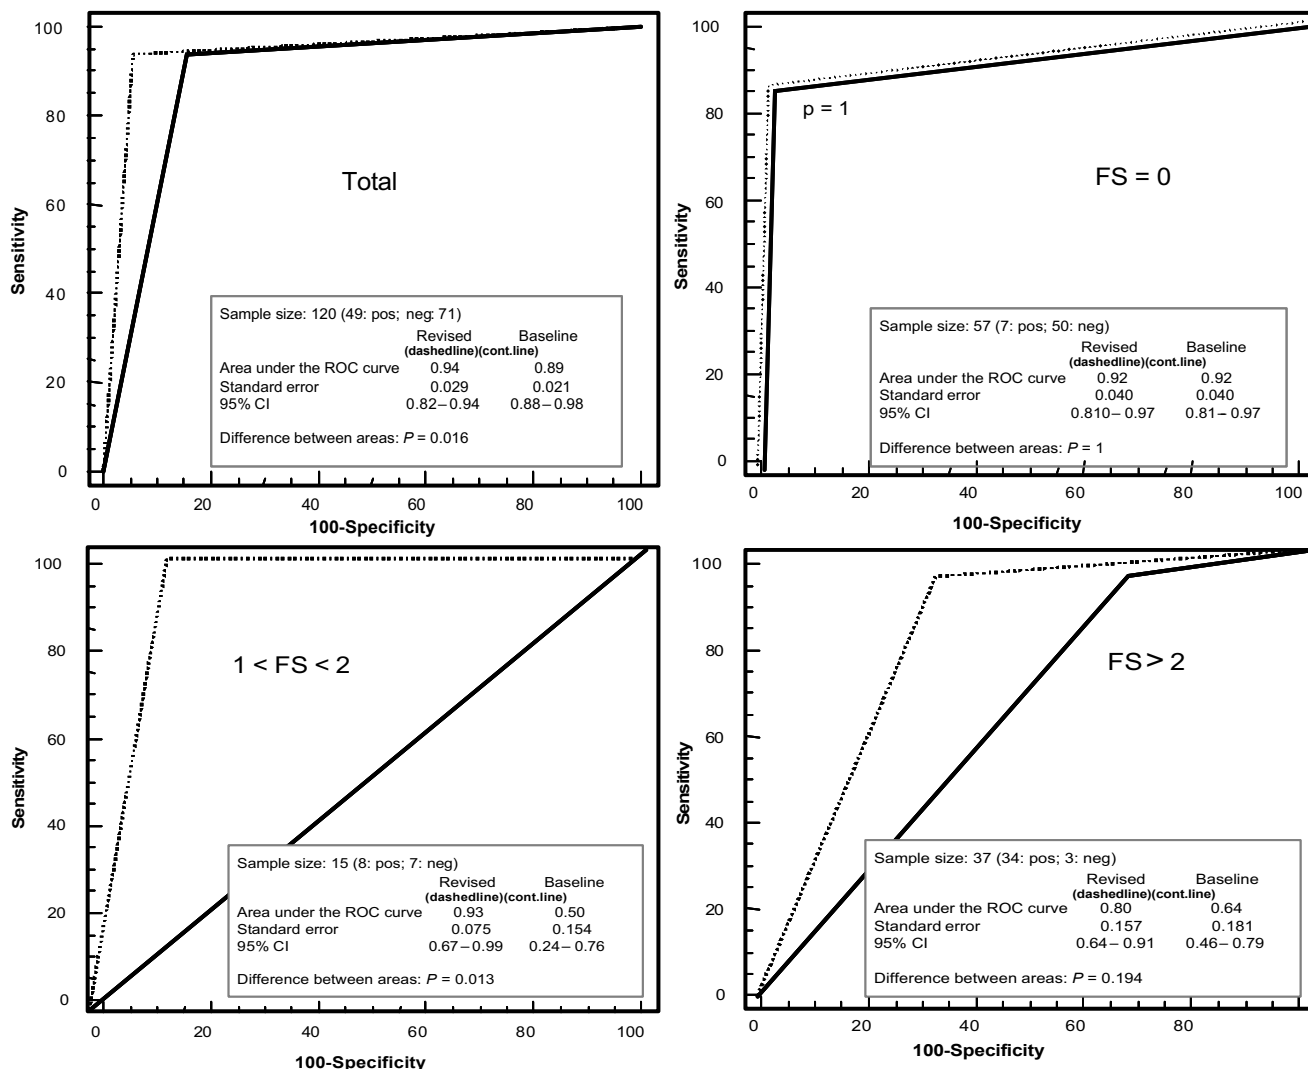 100
80
60
40
20
0
Sensitivity
Total
Sample size: 120 (49: pos; neg: 71)
Revised Baseline
(dashedline)(cont.line)
Area under the ROC curve 0.94 0.89
Standard error 0.029 0.021
95% CI 0.82–0.94 0.88–0.98
Difference between areas: P = 0.016
0 20 40 60 80 100
100-Specificity
100
80
60
40
20
0
Sensitivity
p = 1
FS = 0
Sample size: 57 (7: pos; 50: neg)
Revised Baseline
(dashedline)(cont.line)
Area under the ROC curve 0.92 0.92
Standard error 0.040 0.040
95% CI 0.810–0.97 0.81–0.97
Difference between areas: P = 1
0 20 40 60 80 100
100-Specificity
100
80
60
40
20
0
Sensitivity
1 < FS < 2
Sample size: 15 (8: pos; 7: neg)
Revised Baseline
(dashedline)(cont.line)
Area under the ROC curve 0.93 0.50
Standard error 0.075 0.154
95% CI 0.67–0.99 0.24–0.76
Difference between areas: P = 0.013
0 20 40 60 80 100
100-Specificity
100
80
60
40
20
0
Sensitivity
FS > 2
Sample size: 37 (34: pos; 3: neg)
Revised Baseline
(dashedline)(cont.line)
Area under the ROC curve 0.80 0.64
Standard error 0.157 0.181
95% CI 0.64–0.91 0.46–0.79
Difference between areas: P = 0.194
0 20 40 60 80
100-Specificity